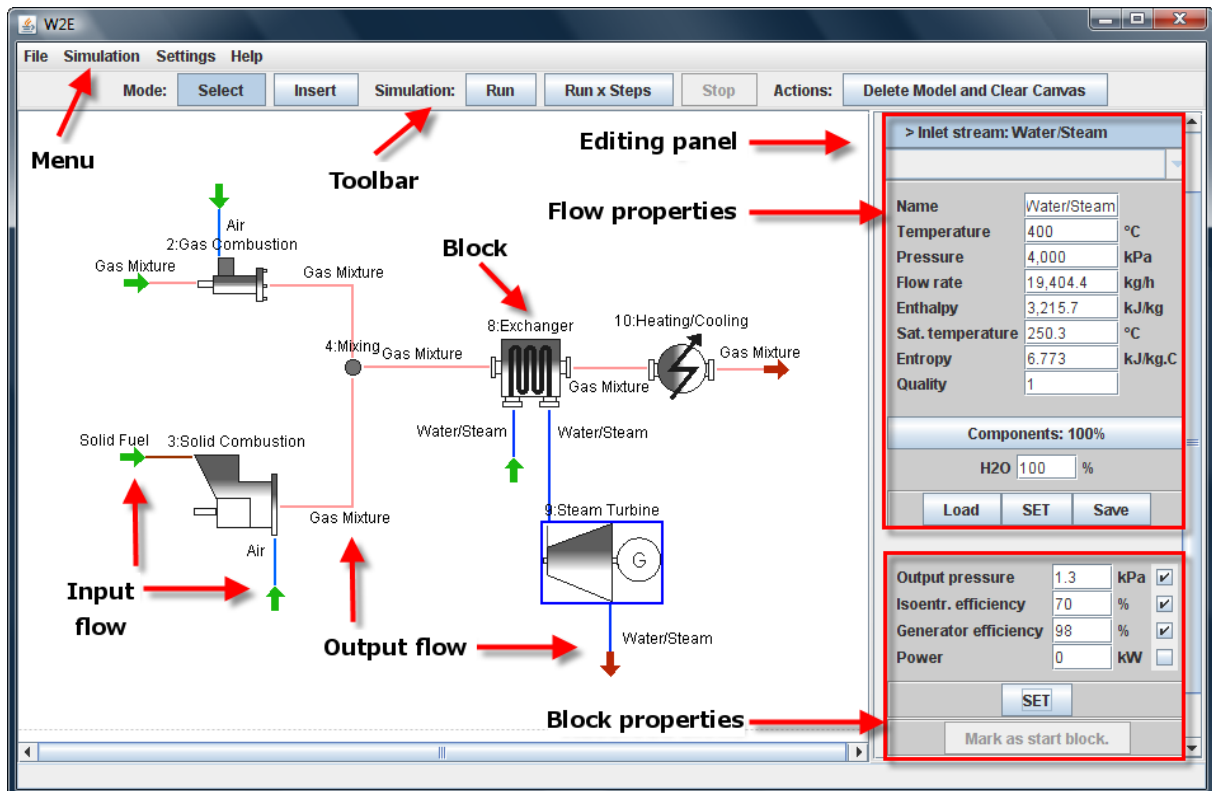 W2E
File Simulation Settings Help
Mode: Select Insert Simulation: Run Run x Steps Stop Actions: Delete Model and Clear Canvas
Menu
Toolbar
Editing panel
Flow properties
Block
Air
2:Gas Combustion
Gas Mixture
Gas Mixture
4:Mixing
Gas Mixture
8:Exchanger
10:Heating/Cooling
Gas Mixture
Gas Mixture
Water/Steam
Water/Steam
Solid Fuel
3:Solid Combustion
Gas Mixture
Air
9:Steam Turbine
G
Water/Steam
Input
flow
Output flow
Block properties
> Inlet stream: Water/Steam
Name Water/Steam
Temperature 400 °C
Pressure 4,000 kPa
Flow rate 19,404.4 kg/h
Enthalpy 3,215.7 kJ/kg
Sat. temperature 250.3 °C
Entropy 6.773 kJ/kg.C
Quality 1
Components: 100%
H2O 100 %
Load SET Save
Output pressure 1.3 kPa
Isoentr. efficiency 70 %
Generator efficiency 98 %
Power 0 kW
SET
Mark as start block.